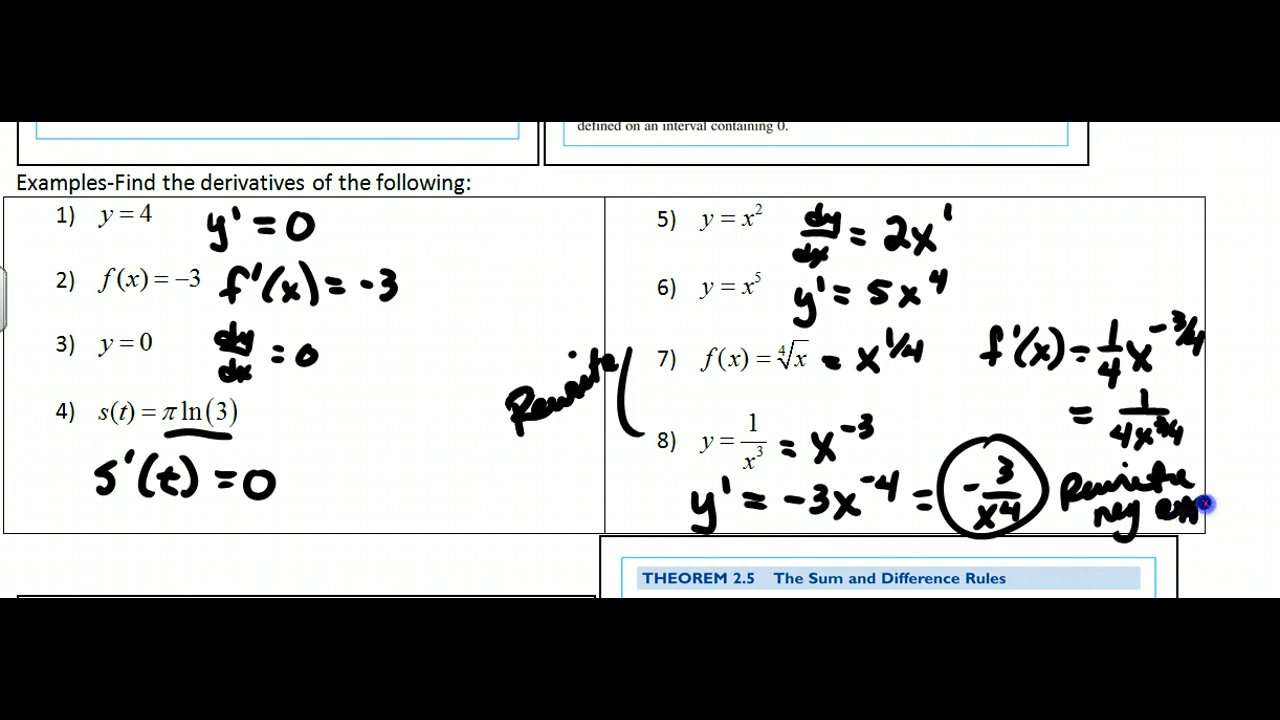 defined on an interval containing 0.
Examples-Find the derivatives of the following:
1) y = 4 y' = 0
2) f(x) = −3 f'(x) = -3
3) y = 0 dy/dx = 0
4) s(t) = π ln(3)
s'(t) = 0
Rewrite
5) y = x² dy/dx = 2x¹
6) y = x⁵ y' = 5x⁴
7) f(x) = ⁴√x = x^1/4 f'(x) = 1/4 x^-3/4
= 1/4x^3/4
8) y = 1/x³ = x^-3
y' = -3x^-4 = -3/x⁴ Rewrite
neg
THEOREM 2.5 The Sum and Difference Rules